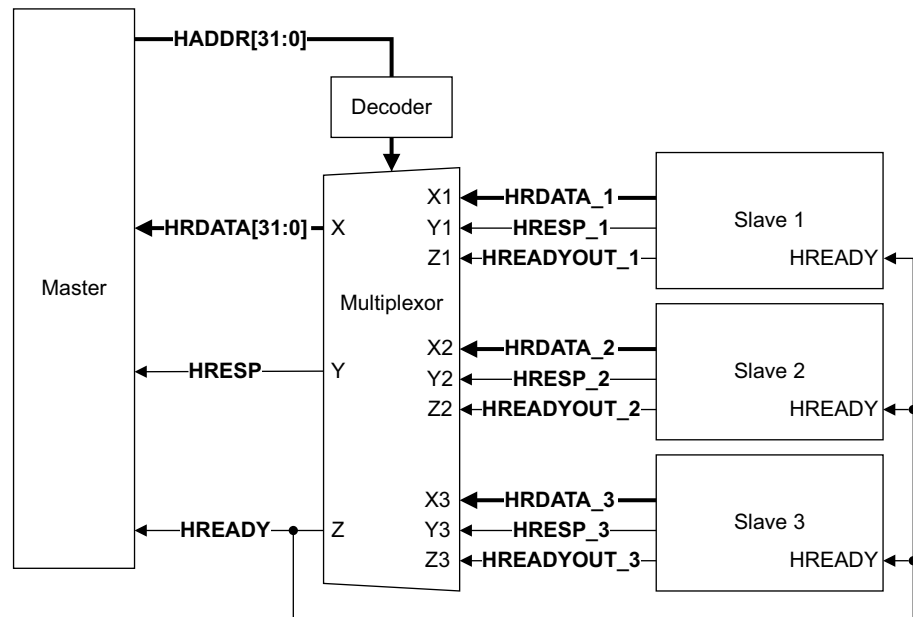 HADDR[31:0]
Decoder
X1 HRDATA_1
HRDATA[31:0] X Y1 HRESP_1 Slave 1
Z1 HREADYOUT_1 HREADY
Master Multiplexor
X2 HRDATA_2
HRESP Y Y2 HRESP_2 Slave 2
Z2 HREADYOUT_2 HREADY
X3 HRDATA_3
HREADY Z Y3 HRESP_3 Slave 3
Z3 HREADYOUT_3 HREADY